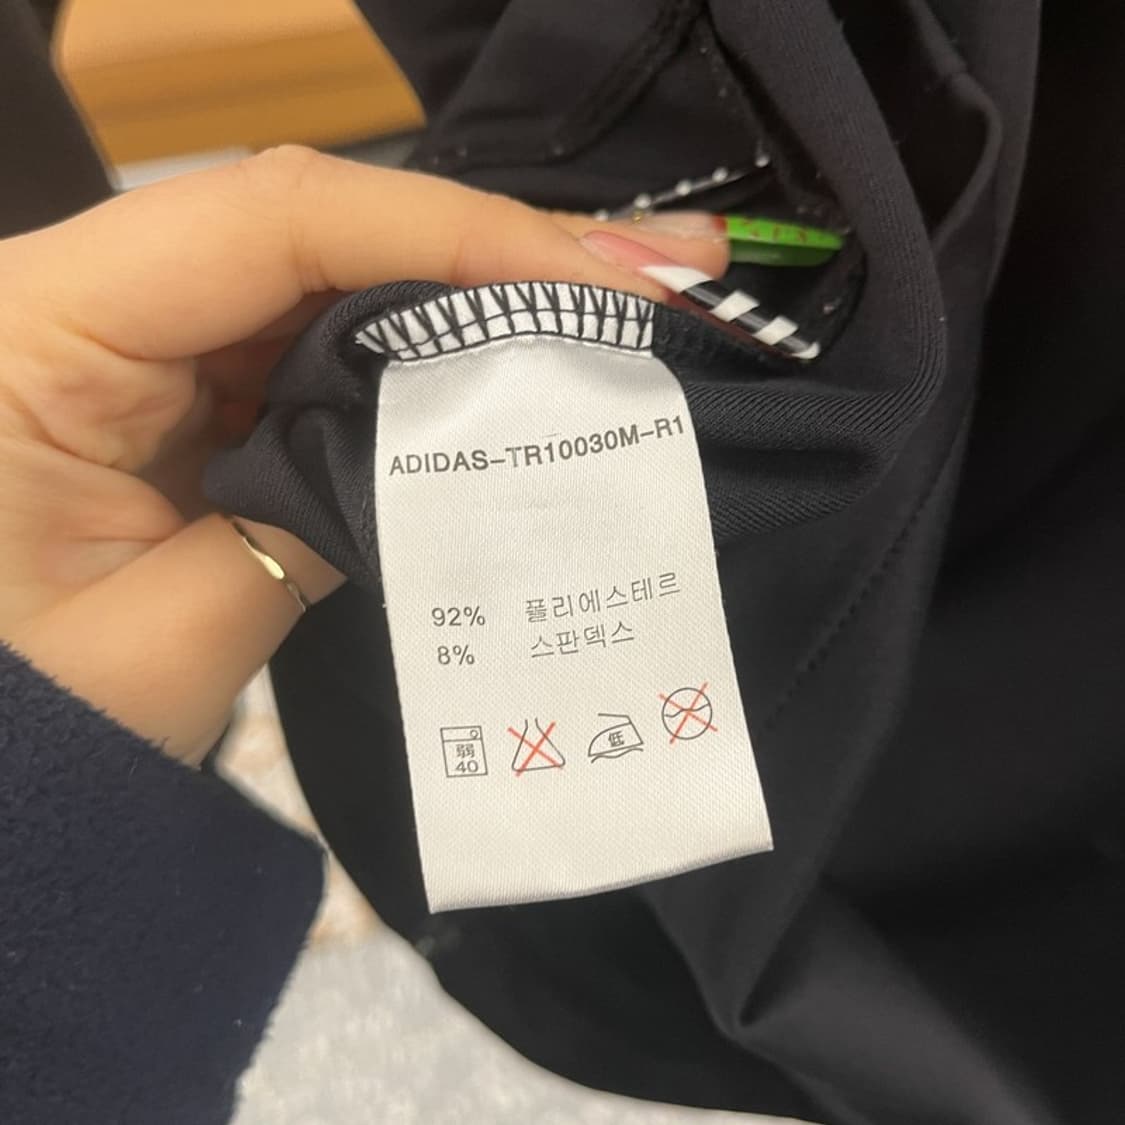 ADIDAS-TR10030M-R1
92% 폴리에스테르
8% 스판덱스
弱
40
低